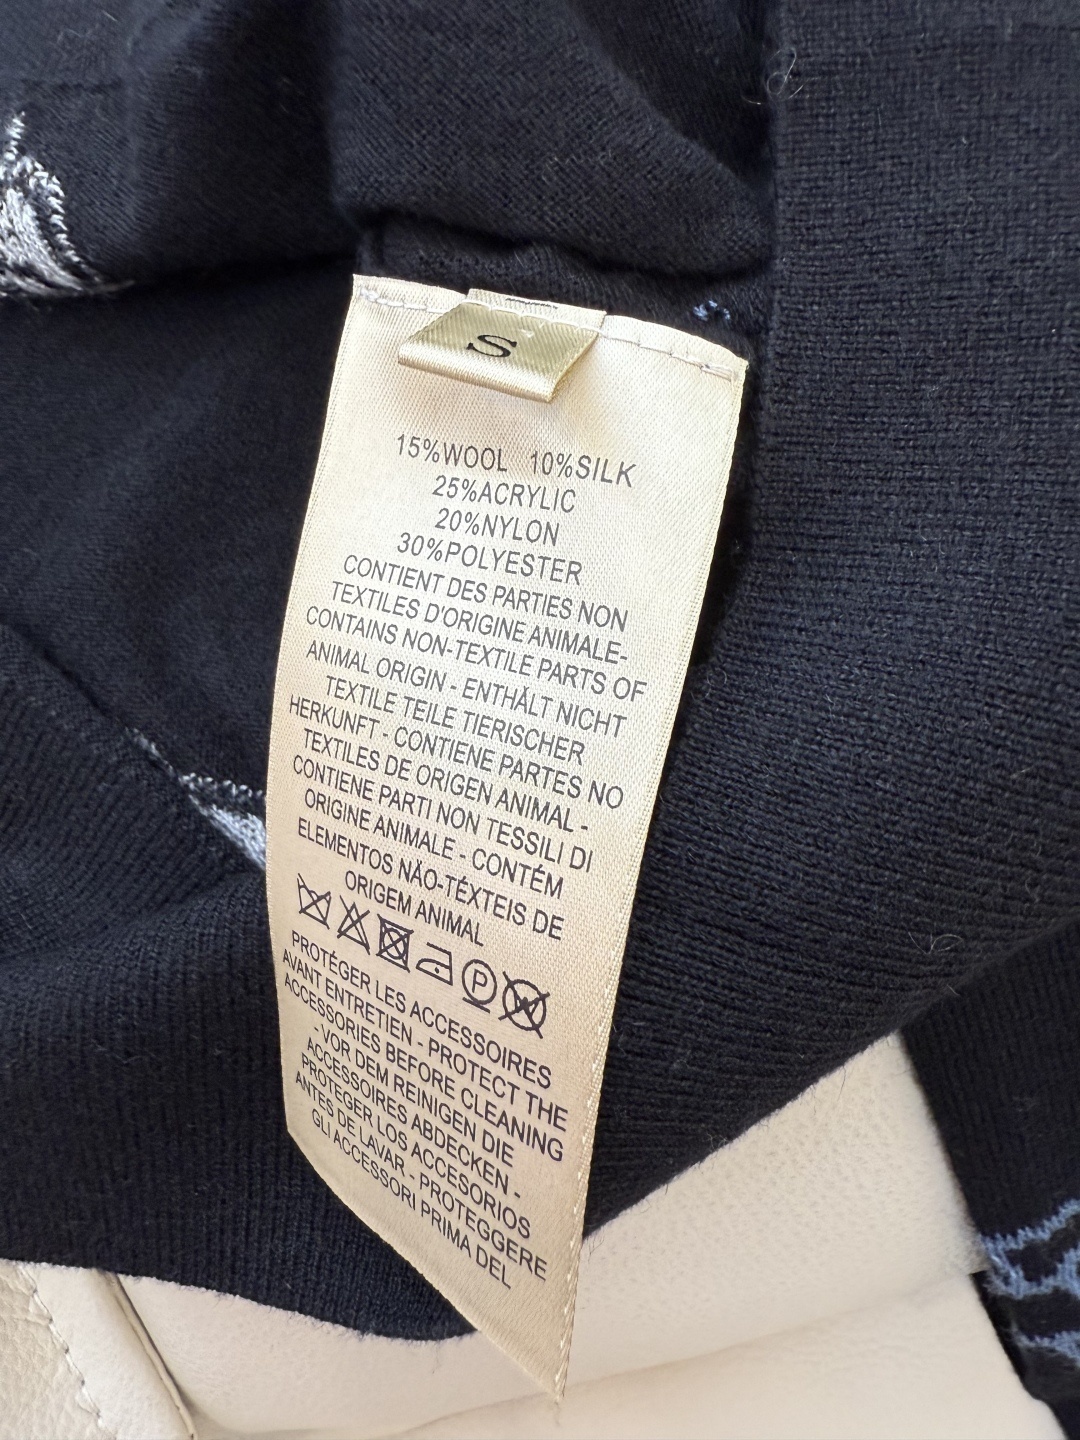 S
15%WOOL 10%SILK
25%ACRYLIC
20%NYLON
30%POLYESTER
CONTIENT DES PARTIES NON
TEXTILES D'ORIGINE ANIMALE-
CONTAINS NON-TEXTILE PARTS OF
ANIMAL ORIGIN - ENTHÄLT NICHT
TEXTILE TEILE TIERISCHER
HERKUNFT - CONTIENE PARTES NO
TEXTILES DE ORIGEN ANIMAL -
CONTIENE PARTI NON TESSILI DI
ORIGINE ANIMALE - CONTÉM
ELEMENTOS NÃO-TÉXTEIS DE
ORIGEM ANIMAL
P W
PROTÉGER LES ACCESSOIRES
AVANT ENTRETIEN - PROTECT THE
ACCESSORIES BEFORE CLEANING
- VOR DEM REINIGEN DIE
ACCESSOIRES ABDECKEN -
PROTEGER LOS ACCESORIOS
ANTES DE LAVAR - PROTEGGERE
GLI ACCESSORI PRIMA DEL